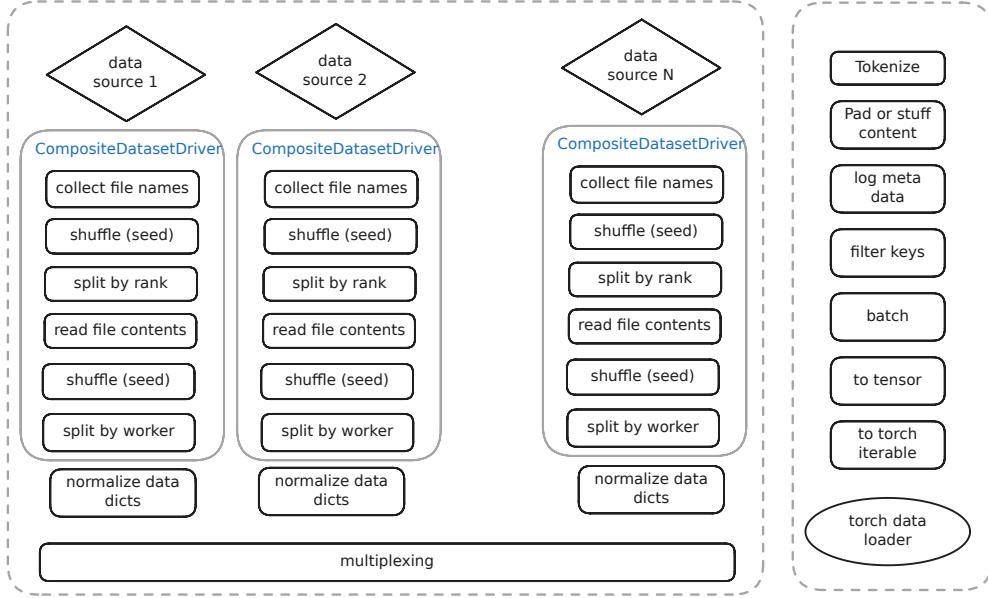 data
source 1
CompositeDatasetDriver
collect file names
shuffle (seed)
split by rank
read file contents
shuffle (seed)
split by worker
normalize data
dicts
data
source 2
CompositeDatasetDriver
collect file names
shuffle (seed)
split by rank
read file contents
shuffle (seed)
split by worker
normalize data
dicts
data
source N
CompositeDatasetDriver
collect file names
shuffle (seed)
split by rank
read file contents
shuffle (seed)
split by worker
normalize data
dicts
multiplexing
Tokenize
Pad or stuff
content
log meta
data
filter keys
batch
to tensor
to torch
iterable
torch data
loader